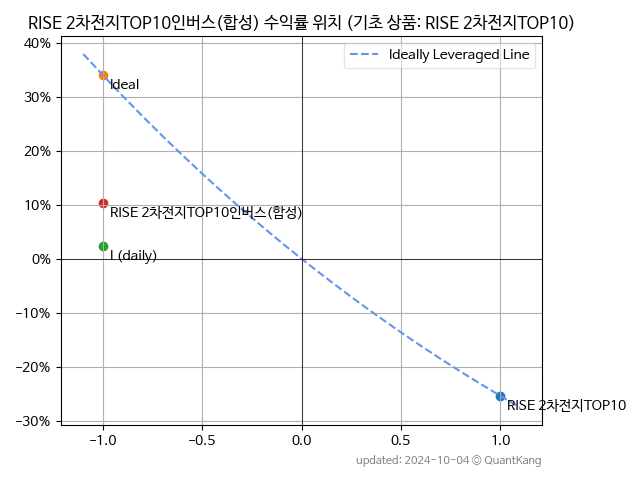 RISE 2차전지TOP10인버스(합성) 수익률 위치 (기초 상품: RISE 2차전지TOP10)
40%
Ideally Leveraged Line
Ideal
30%
20%
10%
RISE 2차전지TOP10인버스(합성)
I (daily)
0%
−10%
−20%
RISE 2차전지TOP10
−30%
−1.0 −0.5 0.0 0.5 1.0
updated: 2024-10-04 © QuantKang